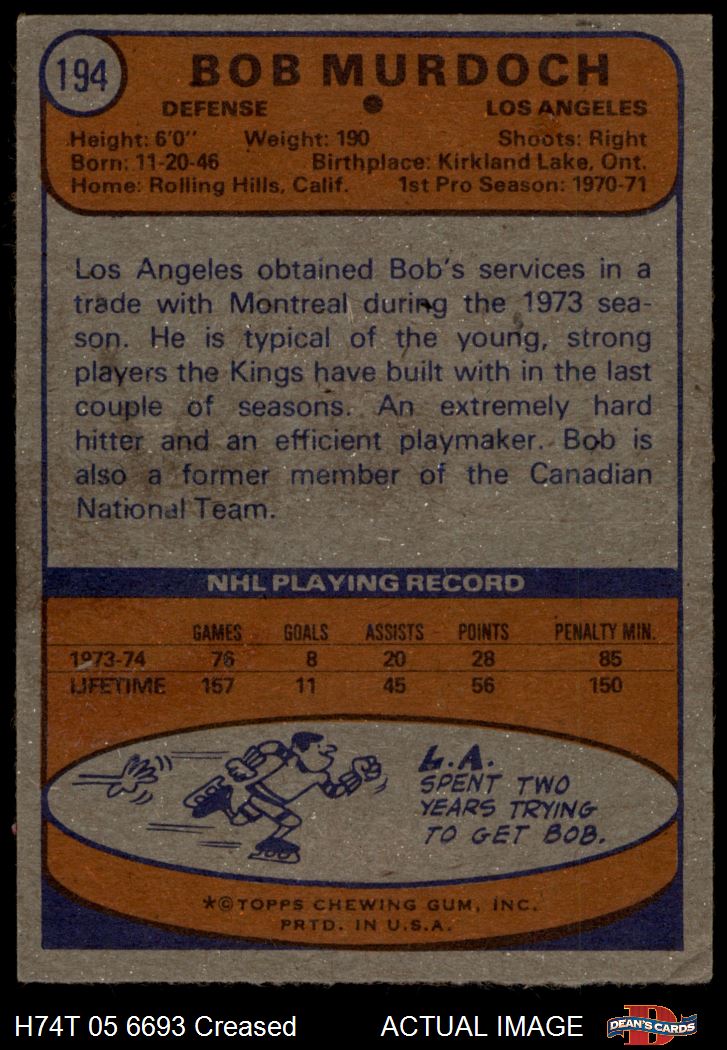 194
BOB MURDOCH
DEFENSE
LOS ANGELES
Height: 6'0" Weight: 190 Shoots: Right
Born: 11-20-46 Birthplace: Kirkland Lake, Ont.
Home: Rolling Hills, Calif. 1st Pro Season: 1970-71
Los Angeles obtained Bob's services in a
trade with Montreal during the 1973 sea-
son. He is typical of the young, strong
players the Kings have built with in the last
couple of seasons. An extremely hard
hitter and an efficient playmaker. Bob is
also a former member of the Canadian
National Team.
NHL PLAYING RECORD
GAMES GOALS ASSISTS POINTS PENALTY MIN.
1973-74 76 8 20 28 85
LIFETIME 157 11 45 56 150
L.A.
SPENT TWO
YEARS TRYING
TO GET BOB.
*© TOPPS CHEWING GUM, INC.
PRTD. IN U.S.A.
H74T 05 6693 Creased ACTUAL IMAGE
D
DEAN'S CARDS